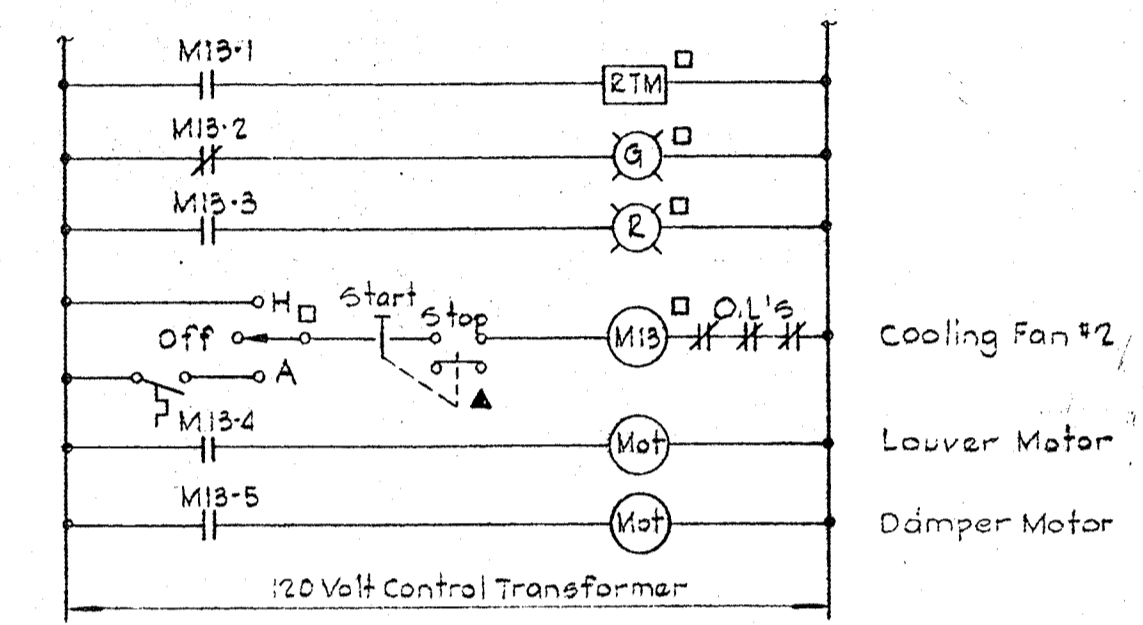 M13-1
RTM
M13-2
G
M13-3
R
H
Start
Stop
Off
M13
O.L's
Cooling Fan #2
A
M13-4
Mot
Louver Motor
M13-5
Mot
Damper Motor
120 Volt Control Transformer